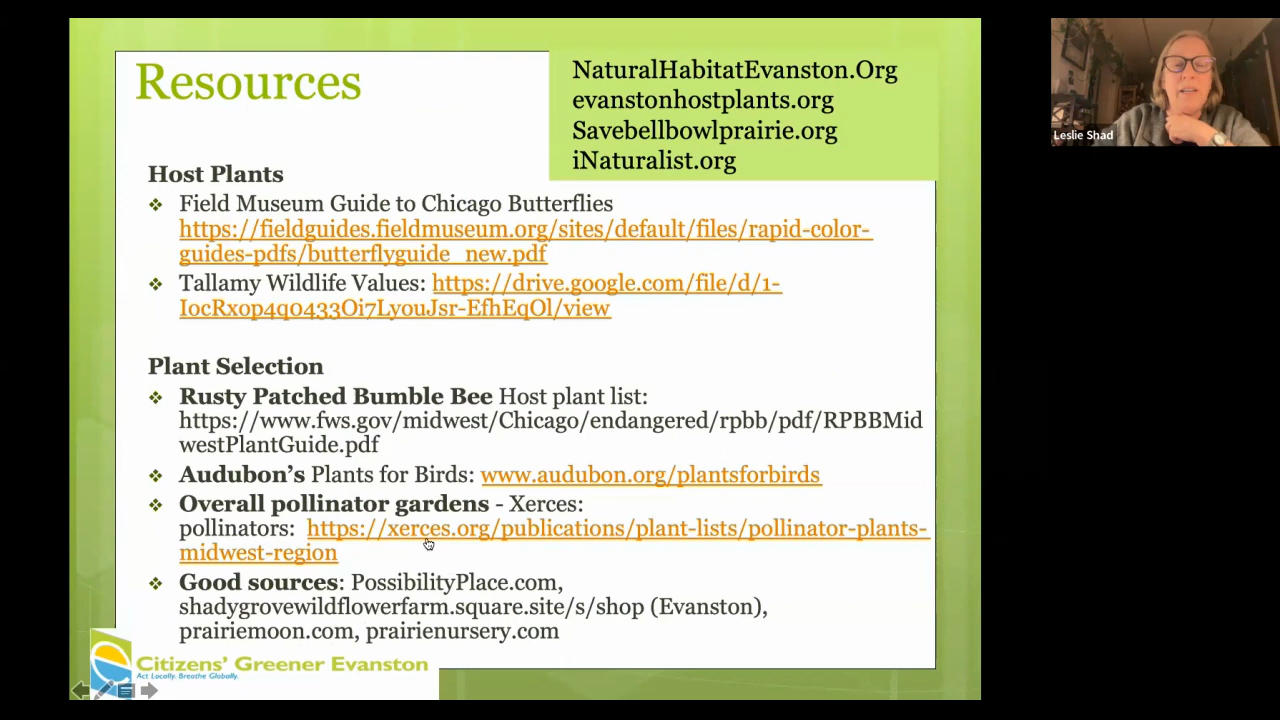 Resources
NaturalHabitatEvanston.Org
evanstonhostplants.org
Savebellbowlprairie.org
iNaturalist.org
Leslie Shad
Host Plants
❖ Field Museum Guide to Chicago Butterflies
https://fieldguides.fieldmuseum.org/sites/default/files/rapid-color-
guides-pdfs/butterflyguide_new.pdf
❖ Tallamy Wildlife Values: https://drive.google.com/file/d/1-
IocRxop4q0433Oi7LyouJsr-EfhEqOl/view
Plant Selection
❖ Rusty Patched Bumble Bee Host plant list:
https://www.fws.gov/midwest/Chicago/endangered/rpbb/pdf/RPBBMid
westPlantGuide.pdf
❖ Audubon's Plants for Birds: www.audubon.org/plantsforbirds
❖ Overall pollinator gardens - Xerces:
pollinators: https://xerces.org/publications/plant-lists/pollinator-plants-
midwest-region
❖ Good sources: PossibilityPlace.com,
shadygrovewildflowerfarm.square.site/s/shop (Evanston),
prairiemoon.com, prairienursery.com
Citizens' Greener Evanston
Act Locally. Breathe Globally.